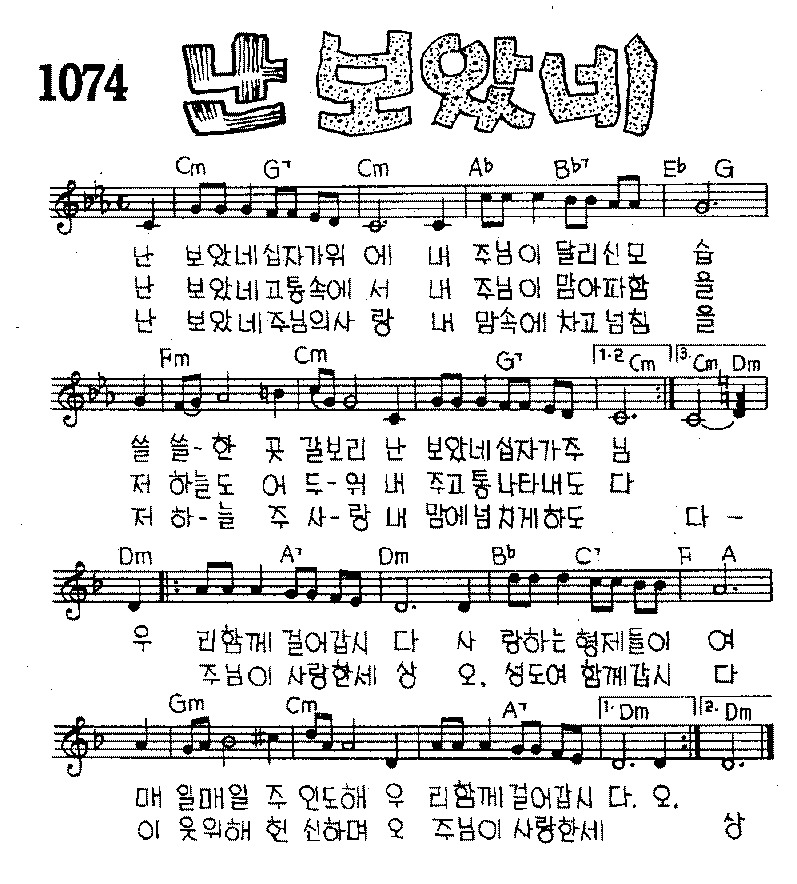 1074 난 보았네
Cm G7 Cm Ab Bb7 Eb G
난 보았네 십자가위 에 내 주님이 달리신모 습
난 보았네 고통속에 서 내 주님이 맘아파함 을
난 보았네 주님의사 랑 내 맘속에 차고넘침 을
Fm Cm G7 1.2 Cm 3. Cm Dm
쓸 쓸-한 곳 갈보리 난 보았네 십자가주 님
저 하늘도 어 두-워 내 주고통나타내도 다
저 하-늘 주 사-랑 내 맘에넘치게하도 다 -
Dm A7 Dm Bb C7 F A
우 리함께 걸어갑시 다 사 랑하는 형제들이 여
주님이 사랑한세 상 오, 성도여 함께갑시 다
Gm Cm A7 1. Dm 2. Dm
매 일매일 주 인도해 우 리함께걸어갑시 다. 오,
이 웃위해 헌 신하며 오 주님이 사랑한세 상